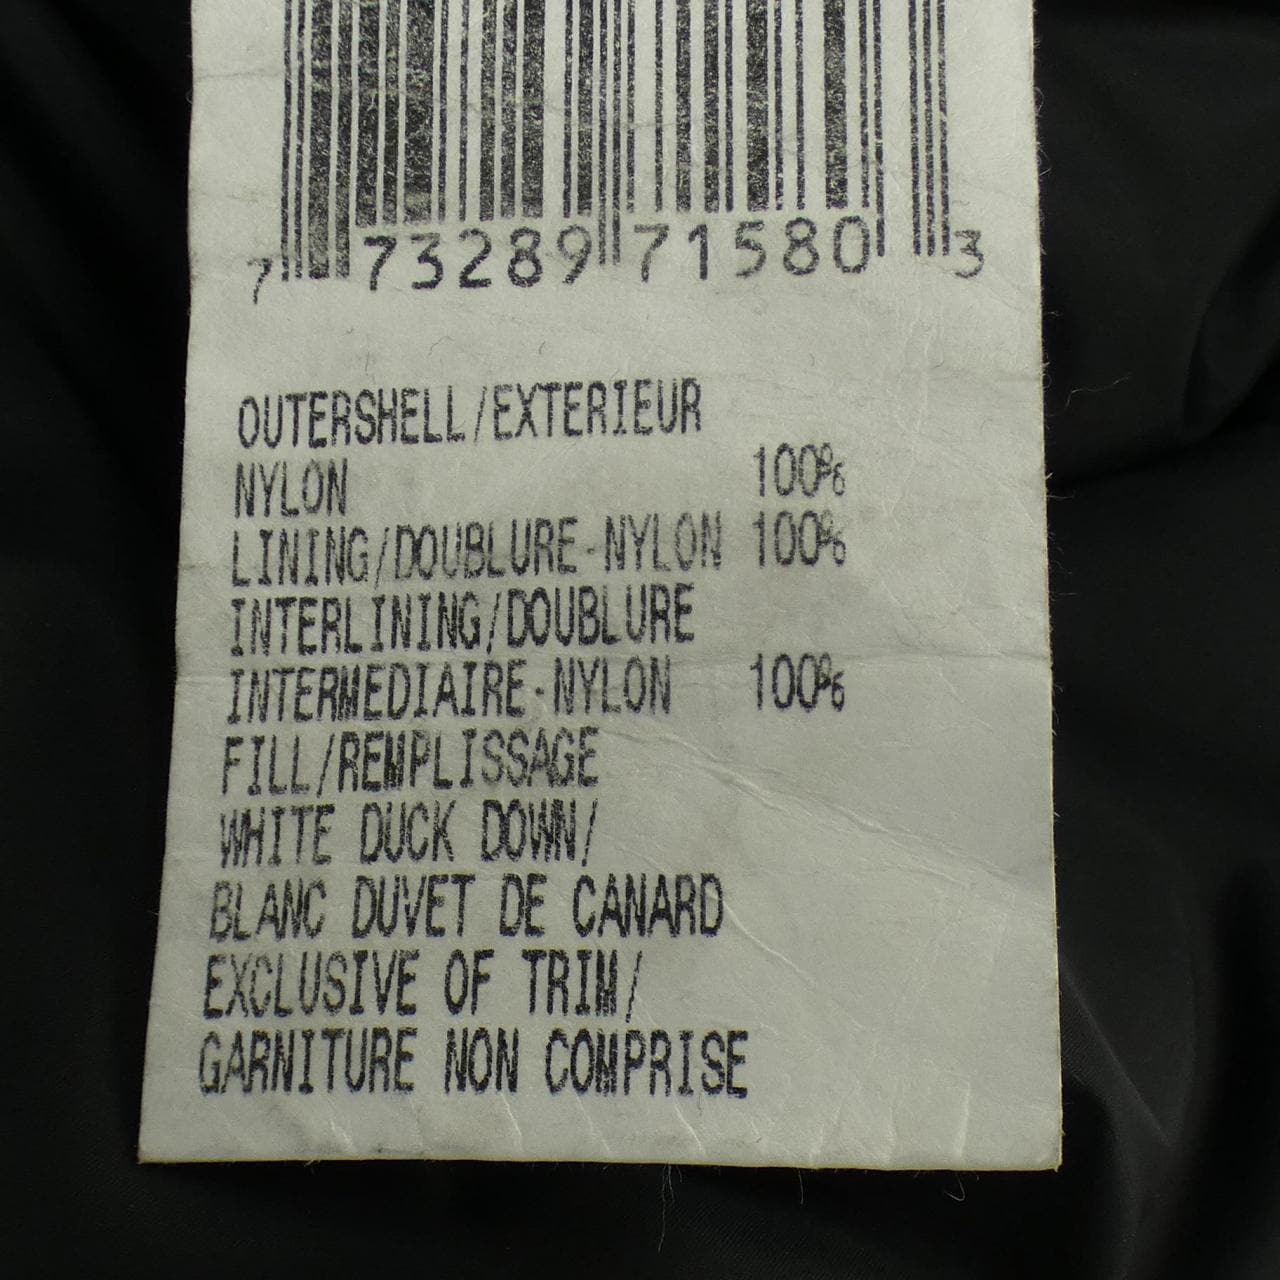 7 73289 71580 3
OUTERSHELL/EXTERIEUR
NYLON 100%
LINING/DOUBLURE-NYLON 100%
INTERLINING/DOUBLURE
INTERMEDIAIRE-NYLON 100%
FILL/REMPLISSAGE
WHITE DUCK DOWN/
BLANC DUVET DE CANARD
EXCLUSIVE OF TRIM/
GARNITURE NON COMPRISE